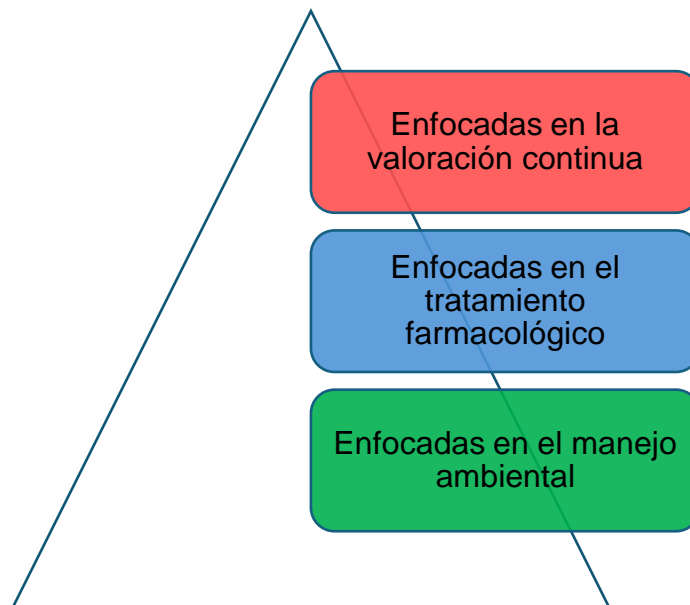 Enfocadas en la
valoración continua
Enfocadas en el
tratamiento
farmacológico
Enfocadas en el manejo
ambiental